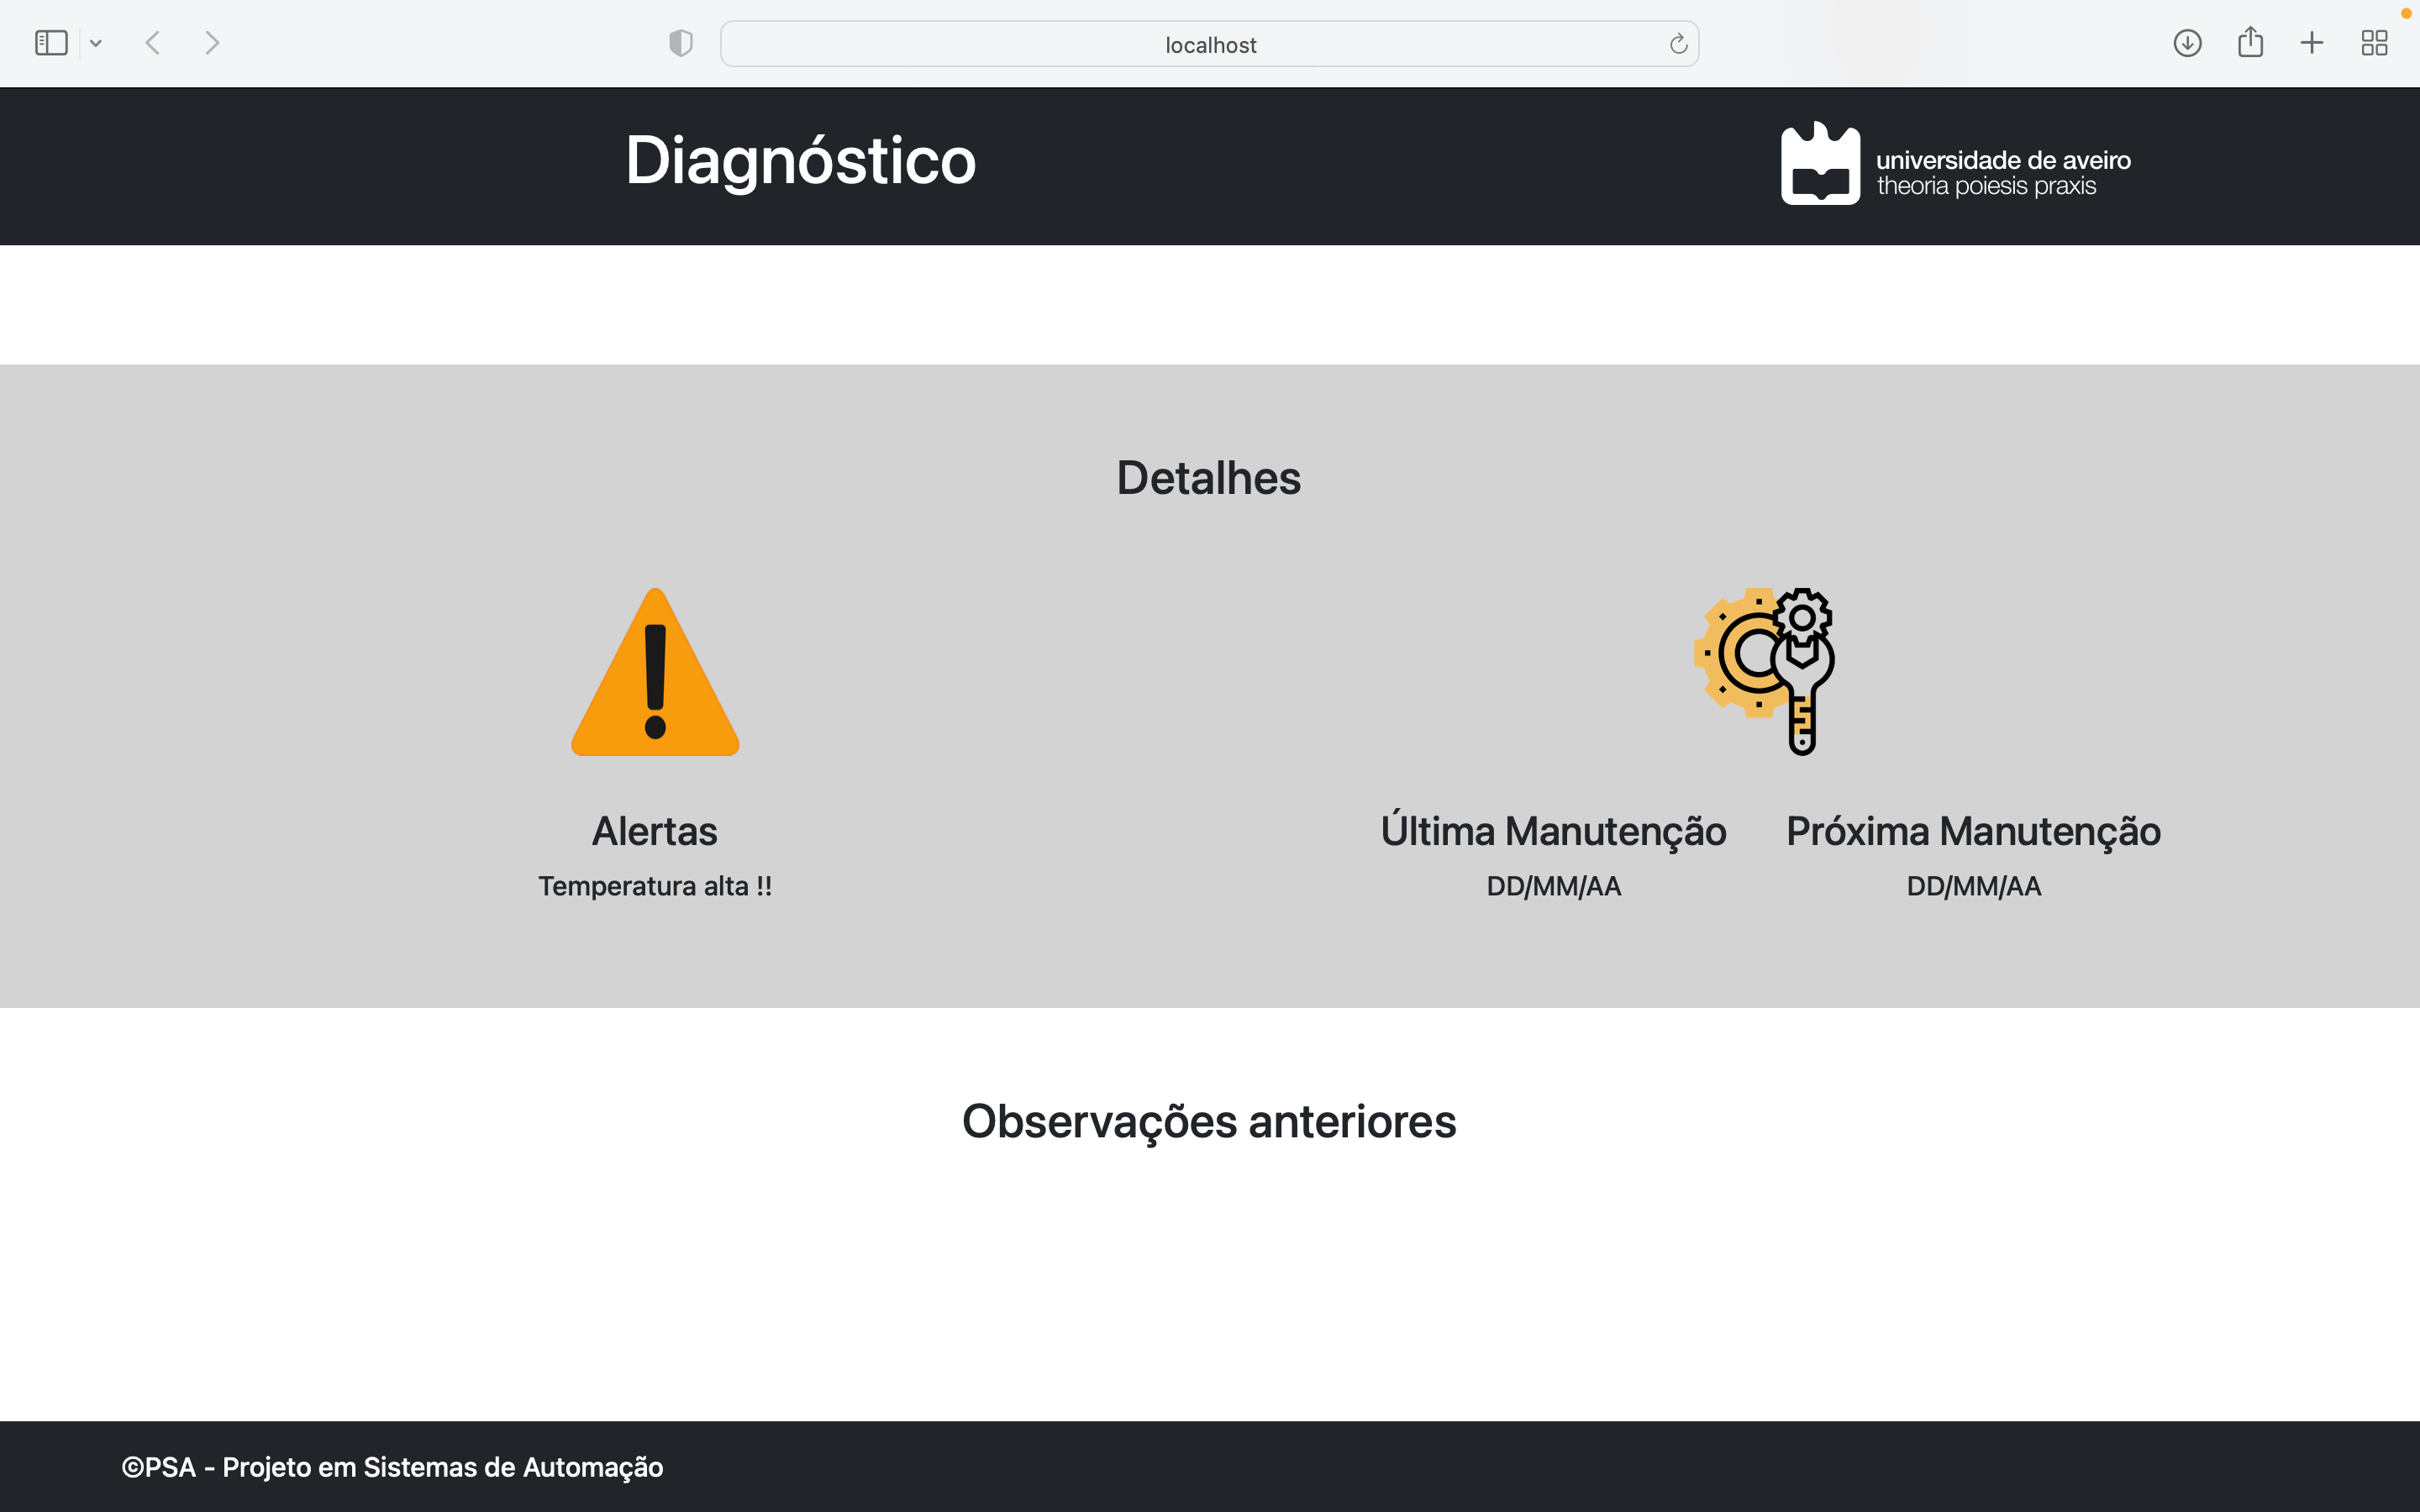 localhost
Diagnóstico
universidade de aveiro
theoria poiesis praxis
Detalhes
Alertas
Temperatura alta !!
Última Manutenção
DD/MM/AA
Próxima Manutenção
DD/MM/AA
Observações anteriores
©PSA - Projeto em Sistemas de Automação